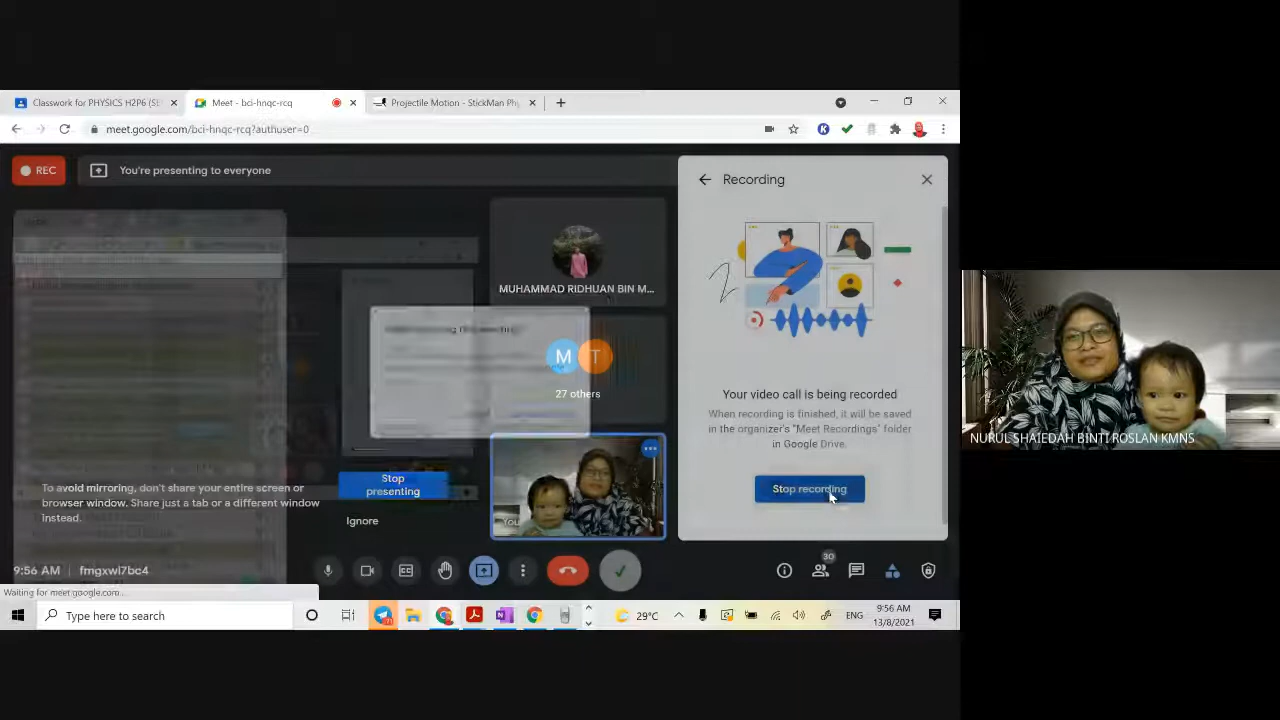 Classwork for PHYSICS H2P6 (SE
Meet - bci-hnqc-rcq
Projectile Motion - StickMan Phy
meet.google.com/bci-hnqc-rcq?authuser=0
REC
You're presenting to everyone
Recording
MUHAMMAD RIDHUAN BIN M...
2
M
T
27 others
Your video call is being recorded
When recording is finished, it will be saved
in the organizer's "Meet Recordings" folder
in Google Drive.
Stop recording
Stop
presenting
To avoid mirroring, don't share your entire screen or
browser window. Share just a tab or a different window
instead.
Ignore
You
NURUL SHAIEDAH BINTI ROSLAN KMNS
9:56 AM | fmgxwl7bc4
30
Waiting for meet.google.com...
Type here to search
29°C
ENG
9:56 AM
13/8/2021